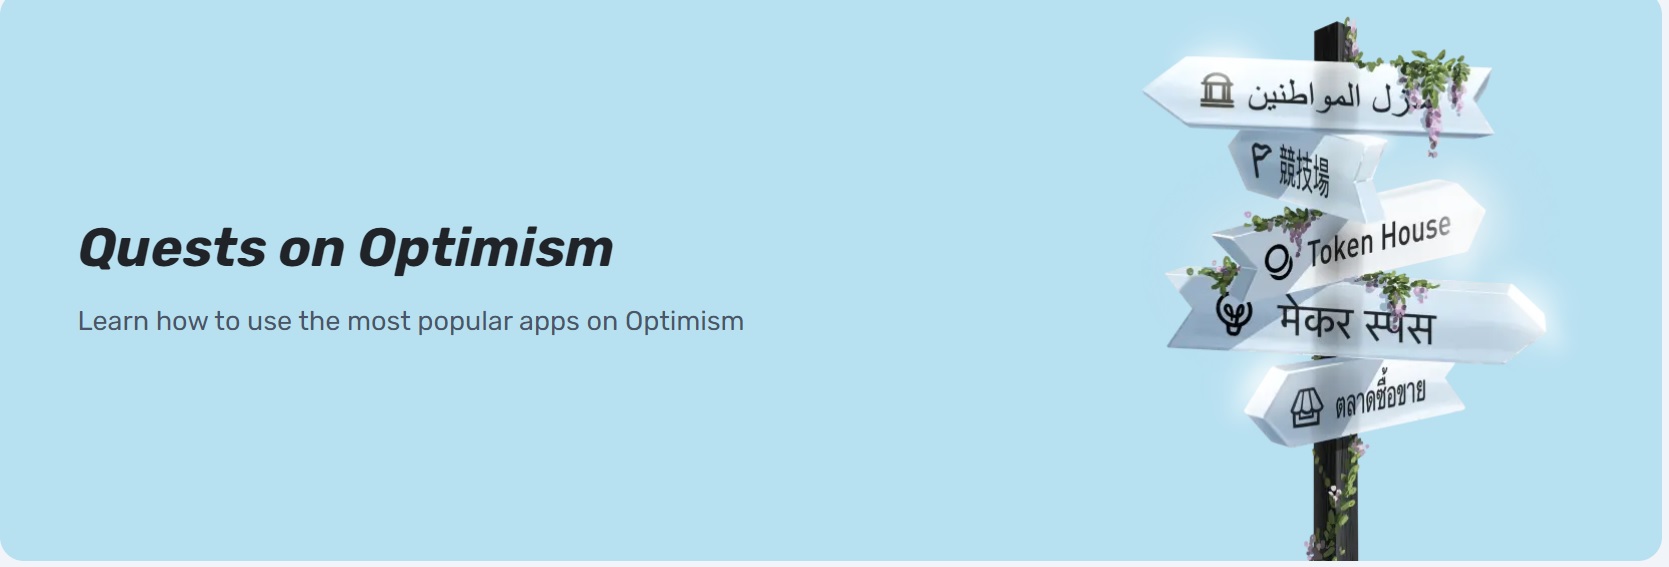 Quests on Optimism
Learn how to use the most popular apps on Optimism
منزل المواطنين
競技場
Token House
मेकर स्पेस
ตลาดซื้อขาย